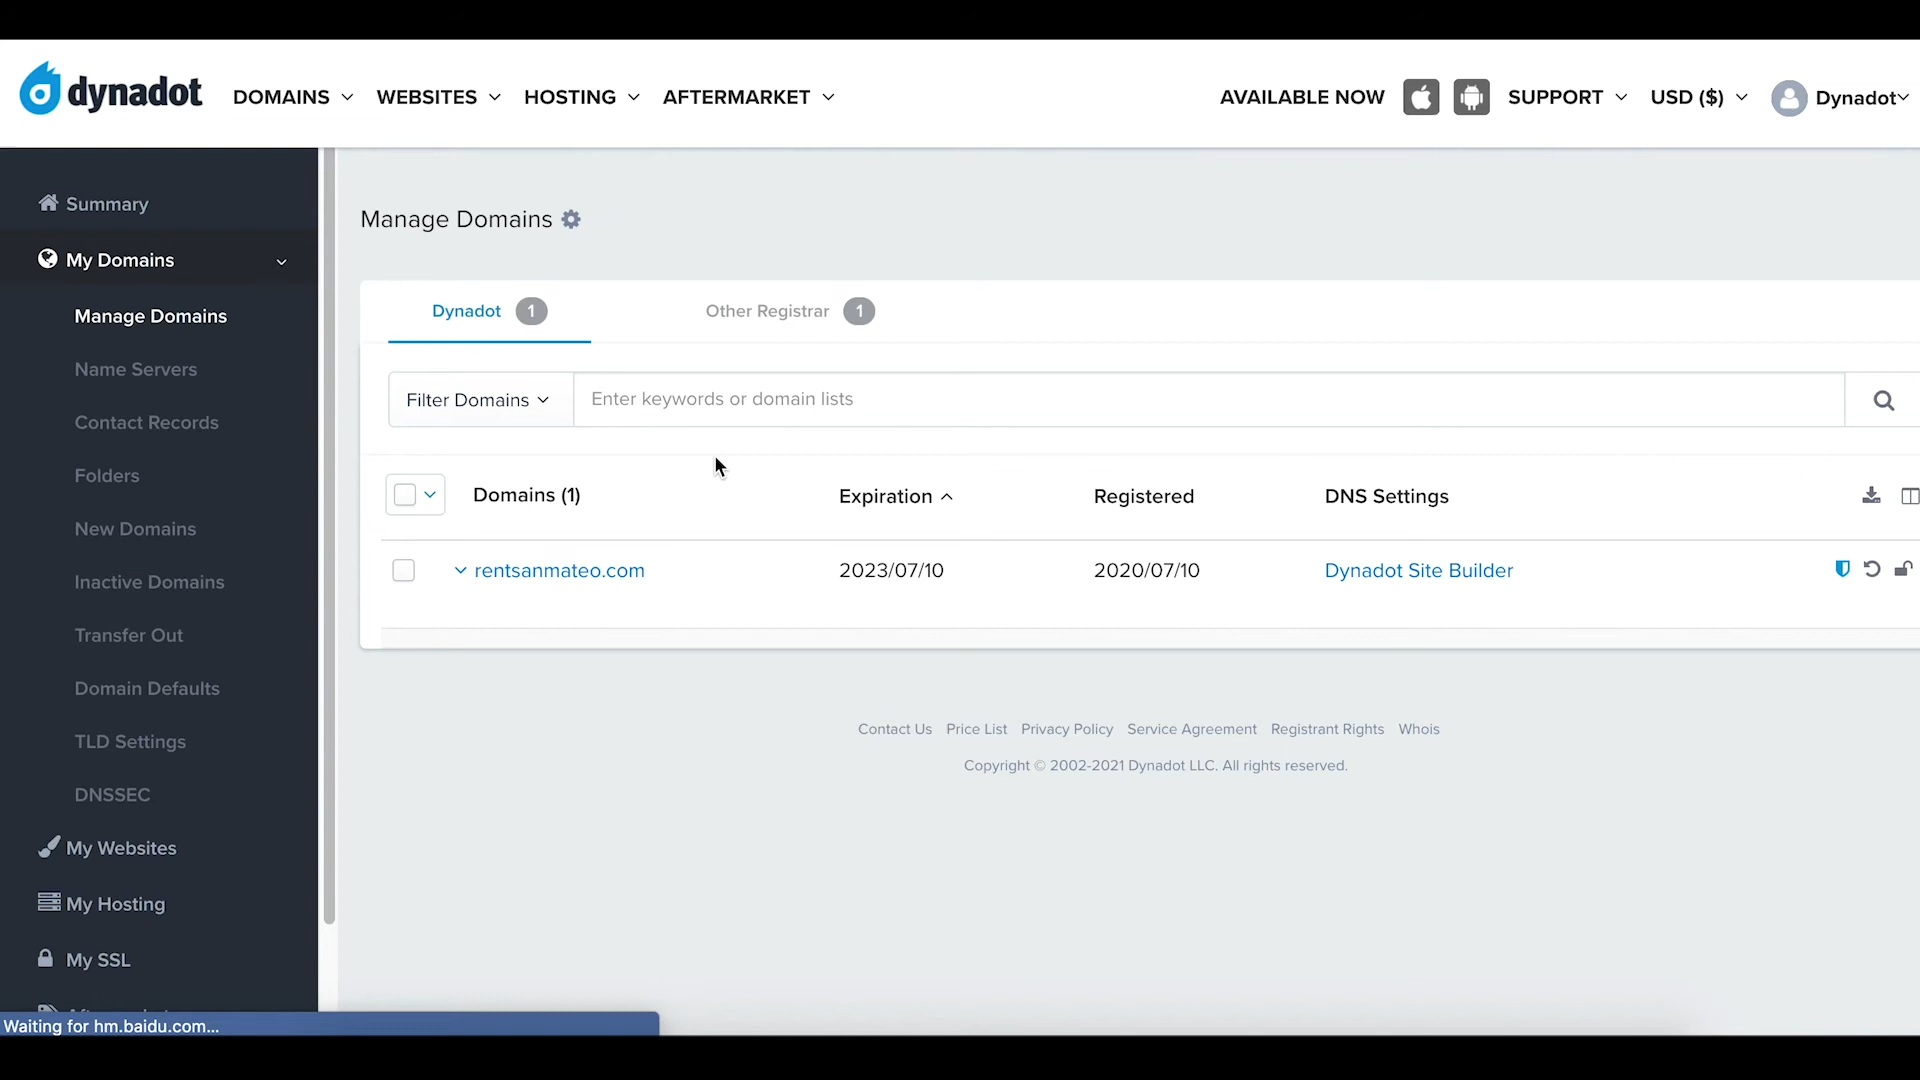 dynadot
DOMAINS WEBSITES HOSTING AFTERMARKET AVAILABLE NOW SUPPORT USD ($) Dynadot
Summary
My Domains
Manage Domains
Name Servers
Contact Records
Folders
New Domains
Inactive Domains
Transfer Out
Domain Defaults
TLD Settings
DNSSEC
My Websites
My Hosting
My SSL
Manage Domains
Dynadot 1 Other Registrar 1
Filter Domains Enter keywords or domain lists
Domains (1) Expiration Registered DNS Settings
rentsanmateo.com 2023/07/10 2020/07/10 Dynadot Site Builder
Contact Us Price List Privacy Policy Service Agreement Registrant Rights Whois
Copyright © 2002-2021 Dynadot LLC. All rights reserved.
Waiting for hm.baidu.com...